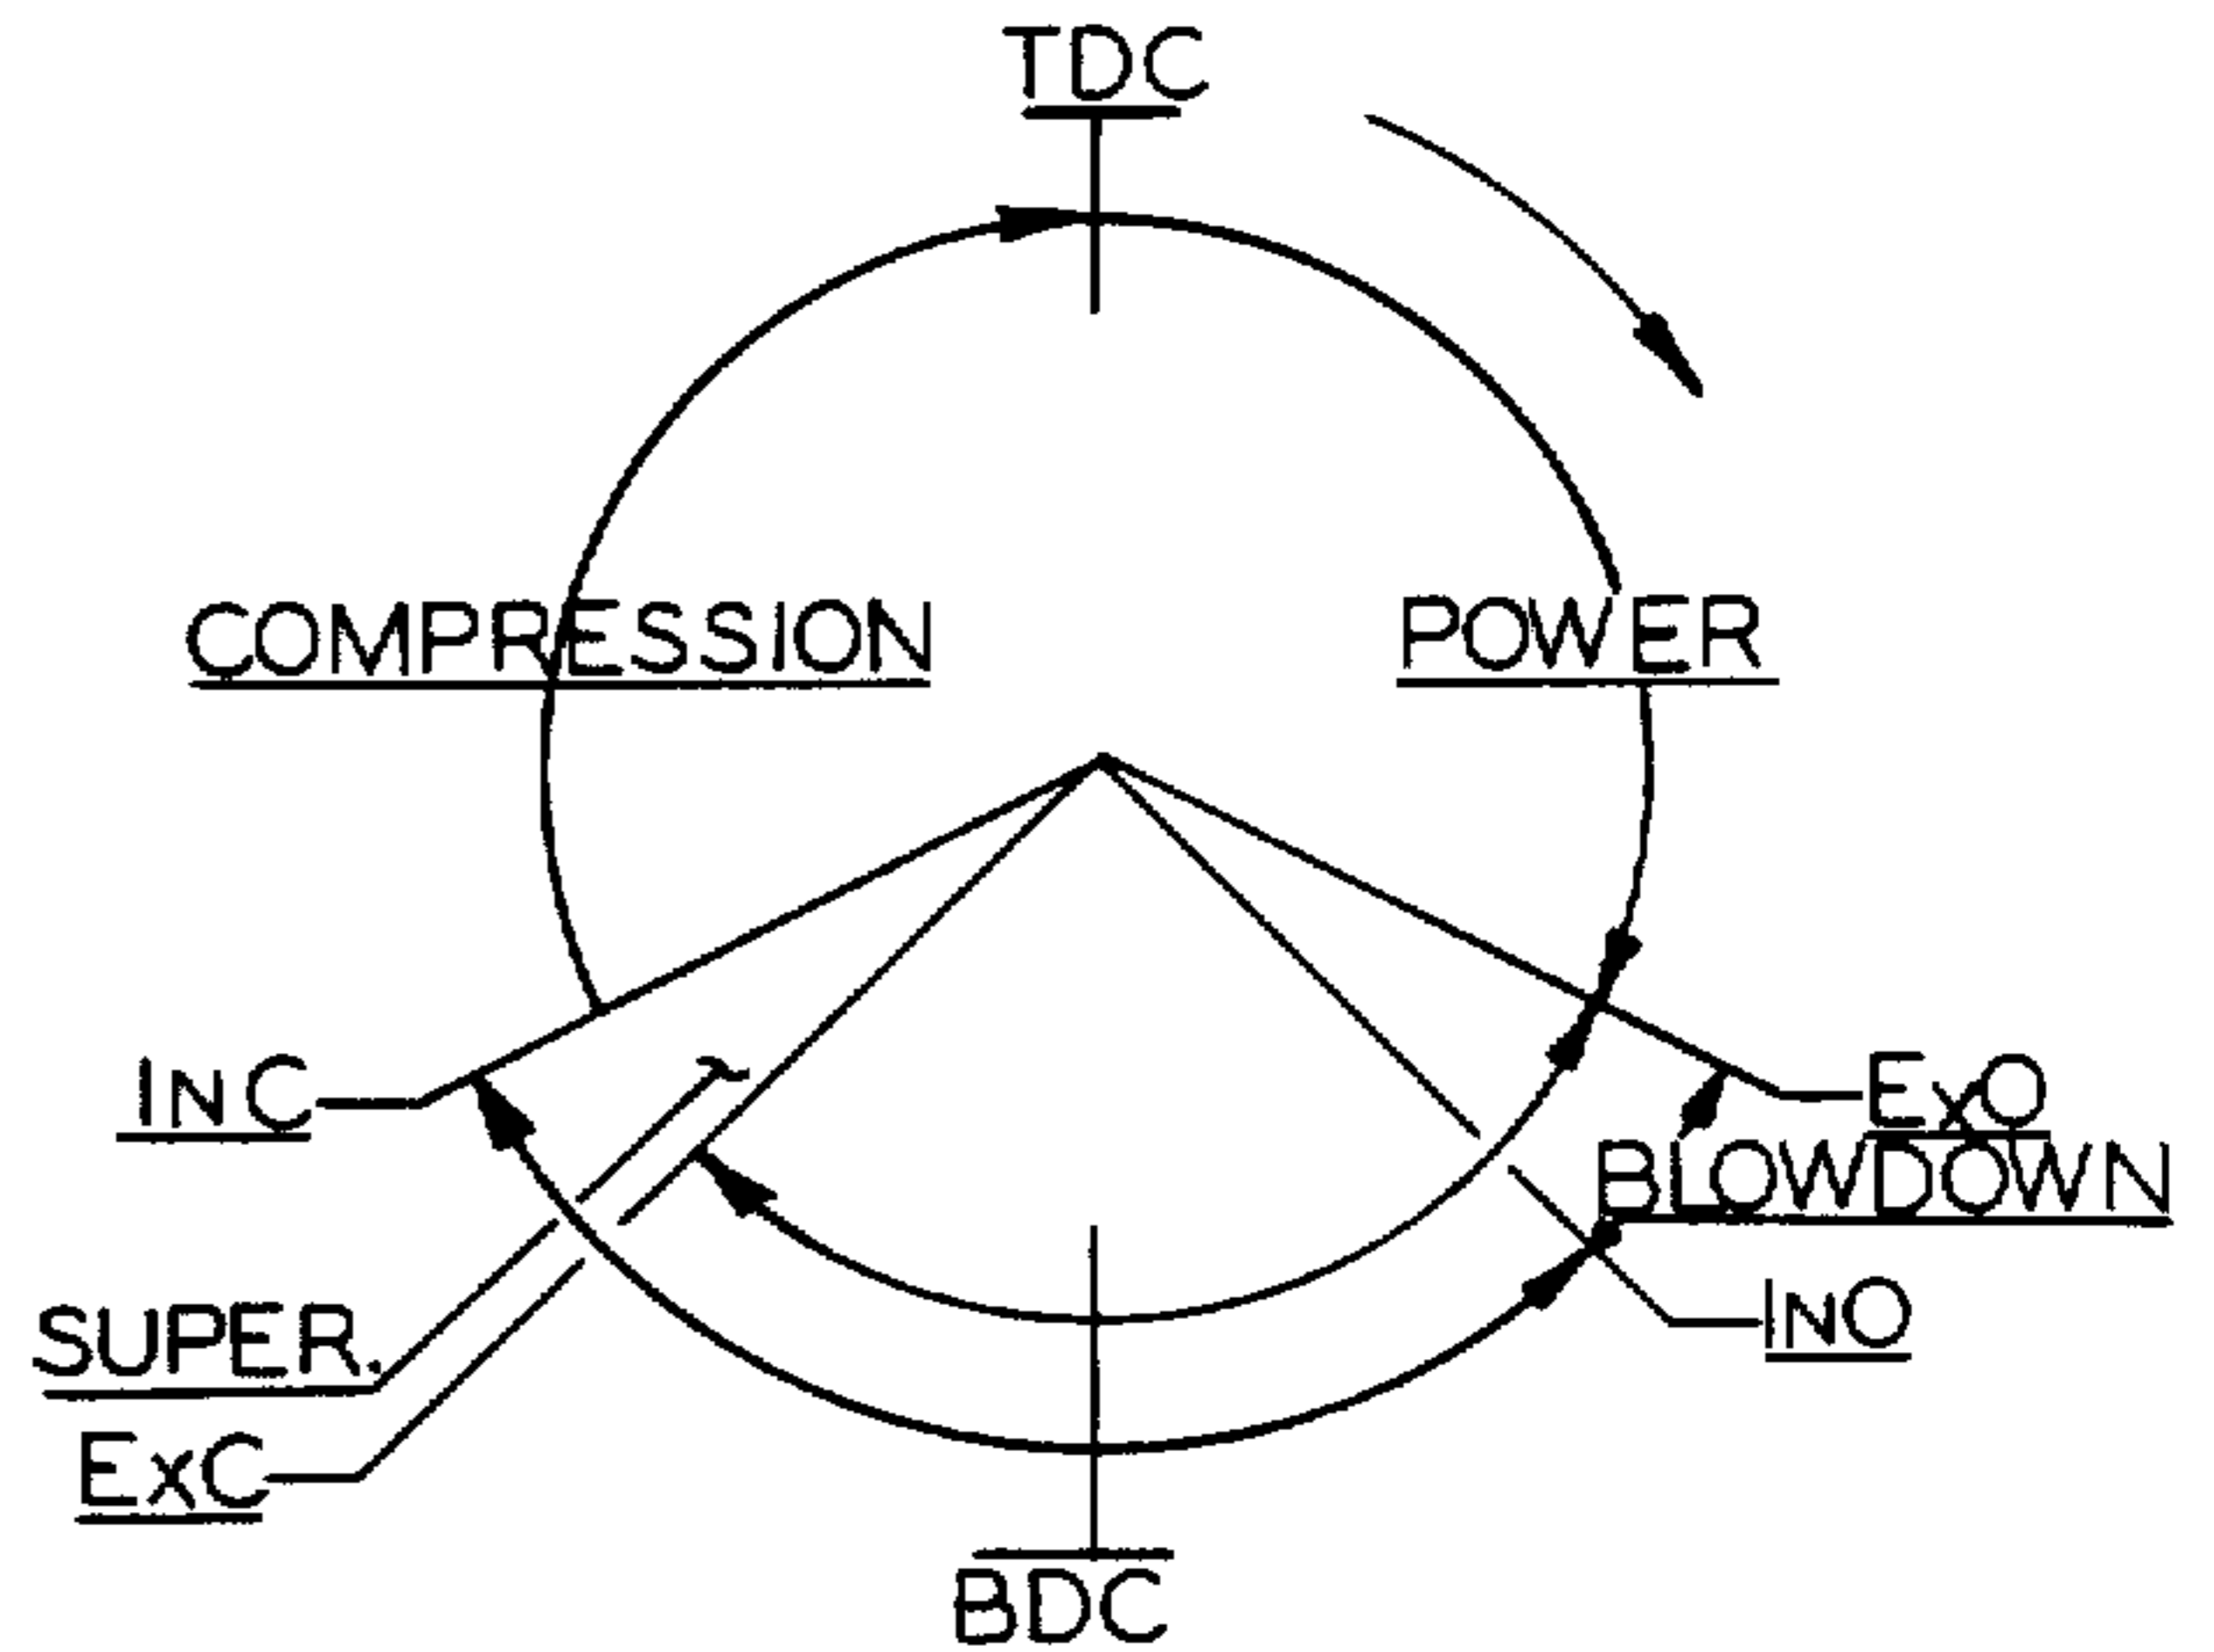 TDC
COMPRESSION
POWER
InC
ExO
BLOWDOWN
SUPER.
InO
ExC
BDC